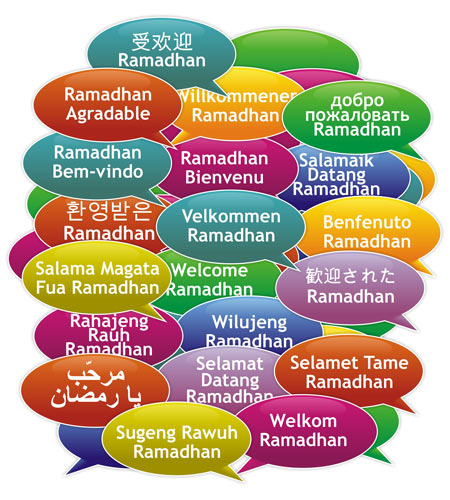 受欢迎
Ramadhan
Ramadhan
Agradable
Willkommener
Ramadhan
добро
пожаловать
Ramadhan
Ramadhan
Bem-vindo
Ramadhan
Bienvenu
Salamaik
Datang
Ramadhan
환영받은
Ramadhan
Velkommen
Ramadhan
Benfenuto
Ramadhan
Salama Magata
Fua Ramadhan
Welcome
Ramadhan
歓迎された
Ramadhan
Rahajeng
Rauh
Ramadhan
Wilujeng
Ramadhan
مرحّب
يا رمضان
Selamat
Datang
Ramadhan
Selamet Tame
Ramadhan
Sugeng Rawuh
Ramadhan
Welkom
Ramadhan